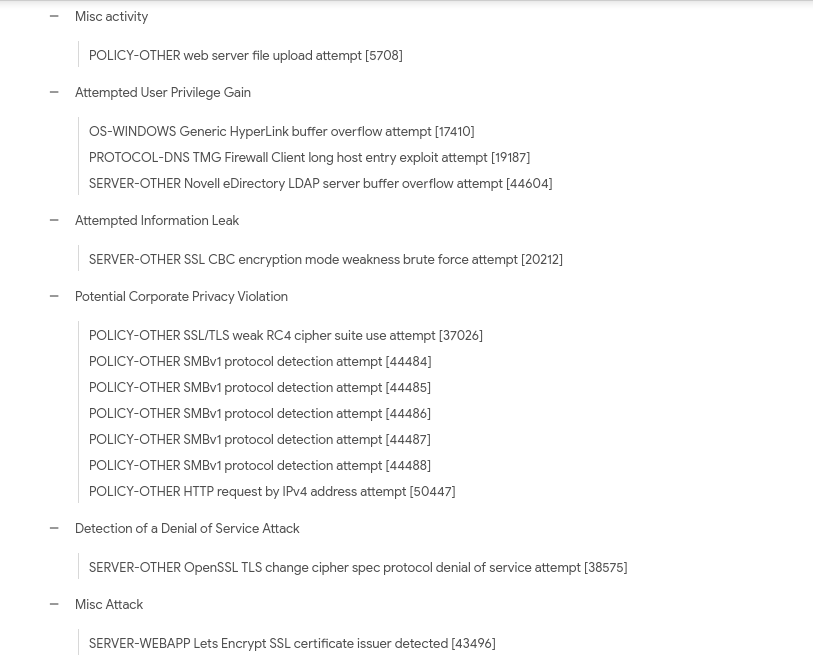 Misc activity
POLICY-OTHER web server file upload attempt [5708]
Attempted User Privilege Gain
OS-WINDOWS Generic HyperLink buffer overflow attempt [17410]
PROTOCOL-DNS TMG Firewall Client long host entry exploit attempt [19187]
SERVER-OTHER Novell eDirectory LDAP server buffer overflow attempt [44604]
Attempted Information Leak
SERVER-OTHER SSL CBC encryption mode weakness brute force attempt [20212]
Potential Corporate Privacy Violation
POLICY-OTHER SSL/TLS weak RC4 cipher suite use attempt [37026]
POLICY-OTHER SMBv1 protocol detection attempt [44484]
POLICY-OTHER SMBv1 protocol detection attempt [44485]
POLICY-OTHER SMBv1 protocol detection attempt [44486]
POLICY-OTHER SMBv1 protocol detection attempt [44487]
POLICY-OTHER SMBv1 protocol detection attempt [44488]
POLICY-OTHER HTTP request by IPv4 address attempt [50447]
Detection of a Denial of Service Attack
SERVER-OTHER OpenSSL TLS change cipher spec protocol denial of service attempt [38575]
Misc Attack
SERVER-WEBAPP Lets Encrypt SSL certificate issuer detected [43496]